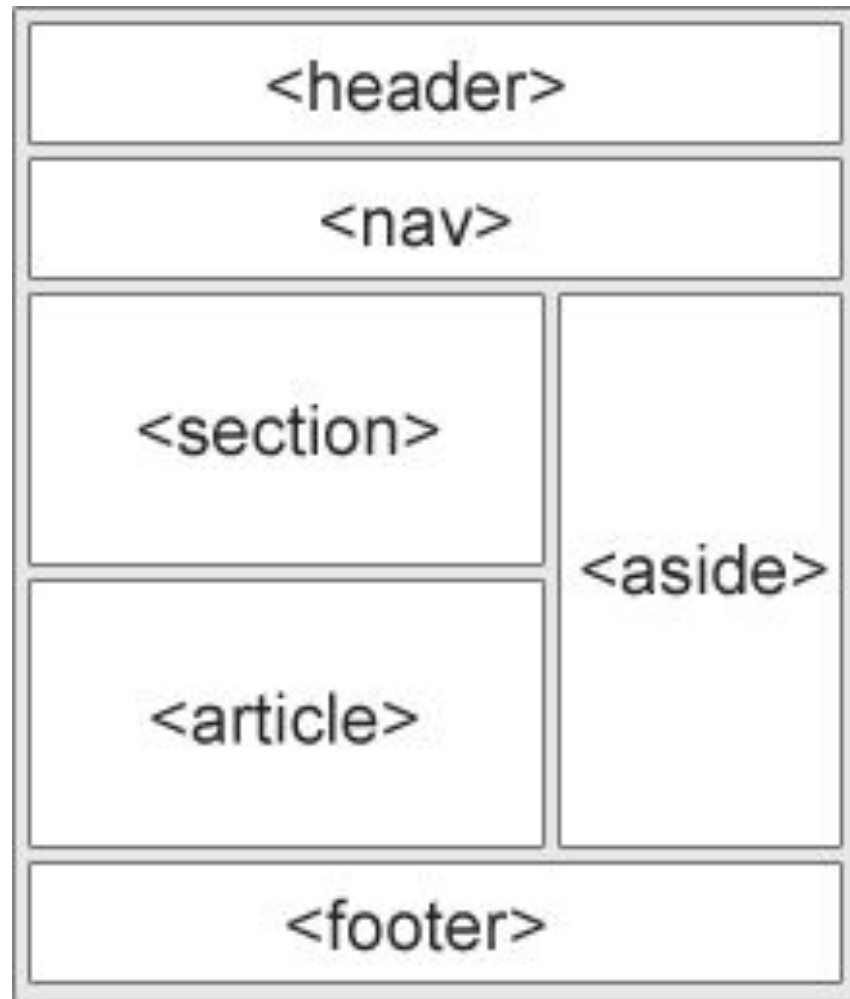 <header>
<nav>
<section>
<aside>
<article>
<footer>